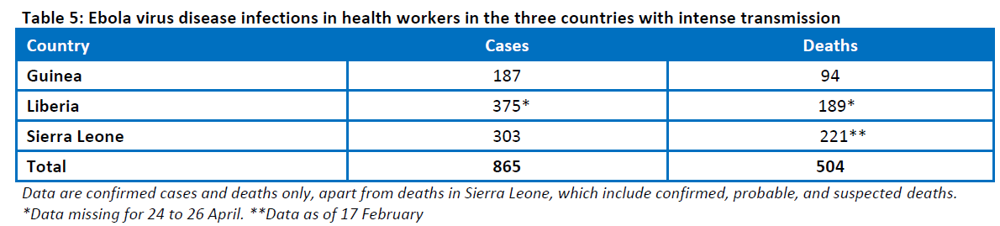 Table 5: Ebola virus disease infections in health workers in the three countries with intense transmission
Country Cases Deaths
Guinea 187 94
Liberia 375* 189*
Sierra Leone 303 221**
Total 865 504
Data are confirmed cases and deaths only, apart from deaths in Sierra Leone, which include confirmed, probable, and suspected deaths.
*Data missing for 24 to 26 April. **Data as of 17 February